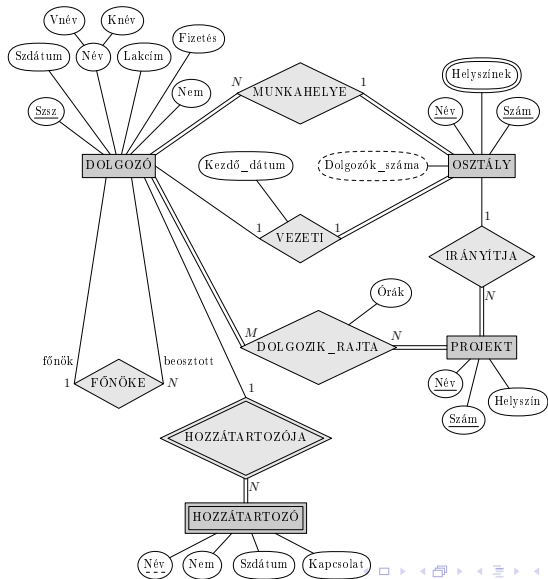 Vnév
Knév
Fizetés
Szdátum
Név
Lakcím
Nem
Szsz
N
MUNKAHELYE
1
Helyszínek
Név
Szám
DOLGOZÓ
Kezdő_dátum
Dolgozók_száma
OSZTÁLY
1
VEZETI
1
1
IRÁNYÍTJA
N
Órák
M
DOLGOZIK_RAJTA
N
PROJEKT
főnök
beosztott
1
FŐNÖKE
N
Név
Szám
Helyszín
1
HOZZÁTARTOZÓJA
N
HOZZÁTARTOZÓ
Név
Nem
Szdátum
Kapcsolat